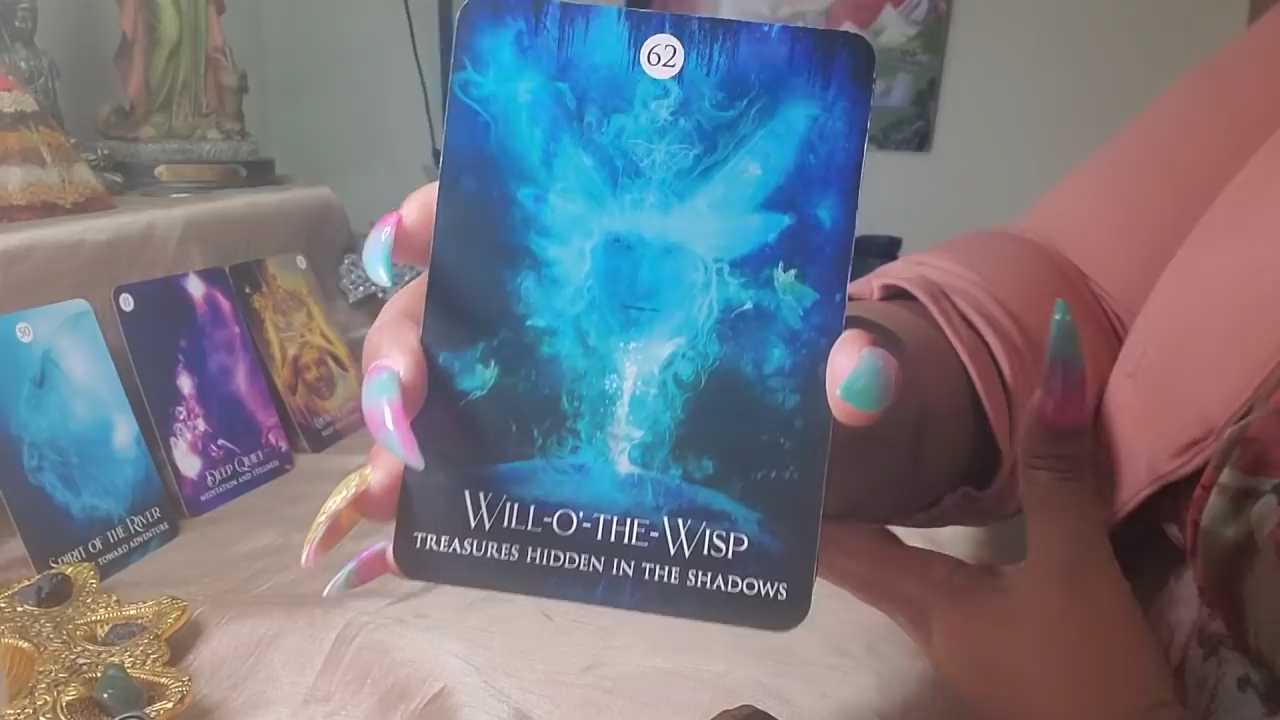 62
WILL-O'-THE-WISP
TREASURES HIDDEN IN THE SHADOWS
50
SPIRIT OF THE RIVER
TOWARD ADVENTURE
11
DEEP QUIET
MEDITATION AND STILLNESS